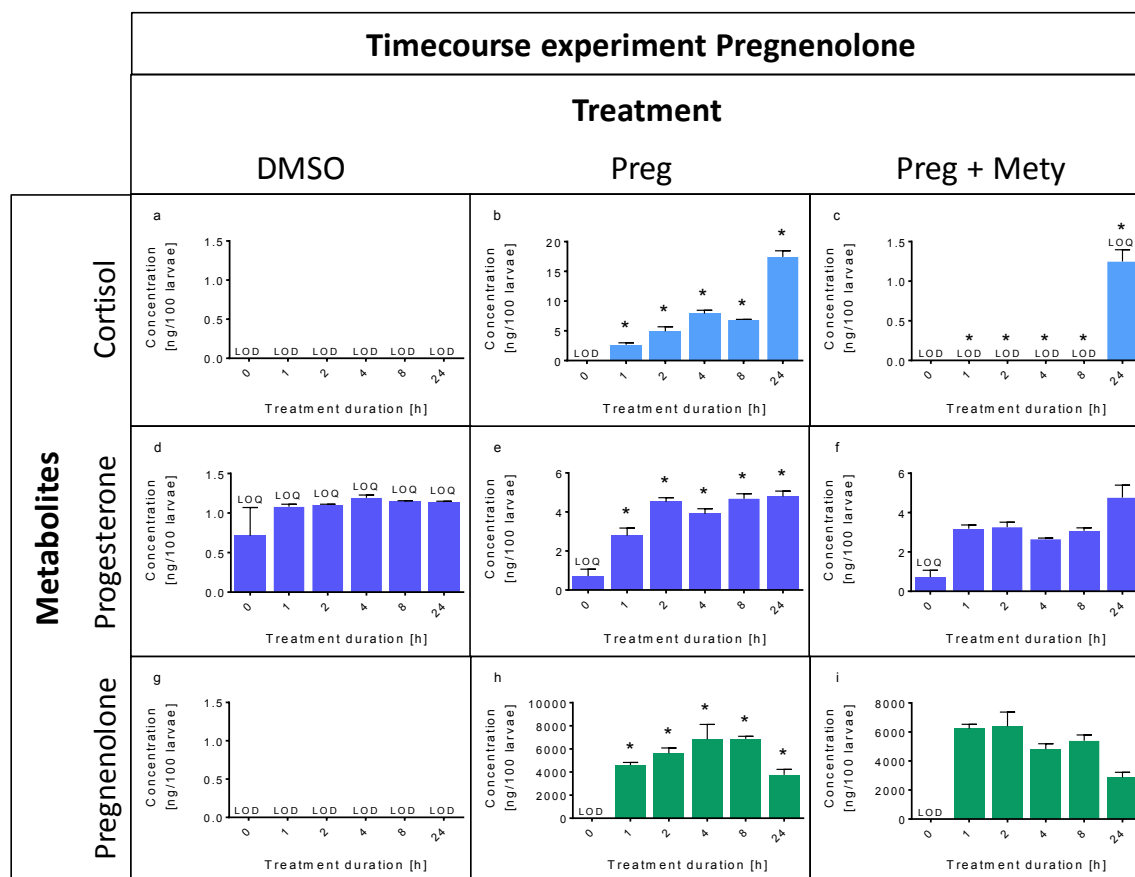 Timecourse experiment Pregnenolone
Treatment
DMSO Preg Preg + Mety
Metabolites
Cortisol
a
Concentration
[ng/100 larvae]
1.5
1.0
0.5
0.0
LOD LOD LOD LOD LOD LOD
0 1 2 4 8 24
Treatment duration [h]
b
Concentration
[ng/100 larvae]
20
15
10
5
0
LOD * * * * *
0 1 2 4 8 24
Treatment duration [h]
c
Concentration
[ng/100 larvae]
1.5
1.0
0.5
0.0
*
LOQ
* * * *
LOD LOD LOD LOD LOD
0 1 2 4 8 24
Treatment duration [h]
Progesterone
d
Concentration
[ng/100 larvae]
1.5
1.0
0.5
0.0
LOQ LOQ LOQ LOQ LOQ LOQ
0 1 2 4 8 24
Treatment duration [h]
e
Concentration
[ng/100 larvae]
6
4
2
0
LOQ * * * * *
0 1 2 4 8 24
Treatment duration [h]
f
Concentration
[ng/100 larvae]
6
4
2
0
LOQ
0 1 2 4 8 24
Treatment duration [h]
Pregnenolone
g
Concentration
[ng/100 larvae]
1.5
1.0
0.5
0.0
LOD LOD LOD LOD LOD LOD
0 1 2 4 8 24
Treatment duration [h]
h
Concentration
[ng/100 larvae]
10000
8000
6000
4000
2000
0
LOD * * * * *
0 1 2 4 8 24
Treatment duration [h]
i
Concentration
[ng/100 larvae]
8000
6000
4000
2000
0
LOD
0 1 2 4 8 24
Treatment duration [h]